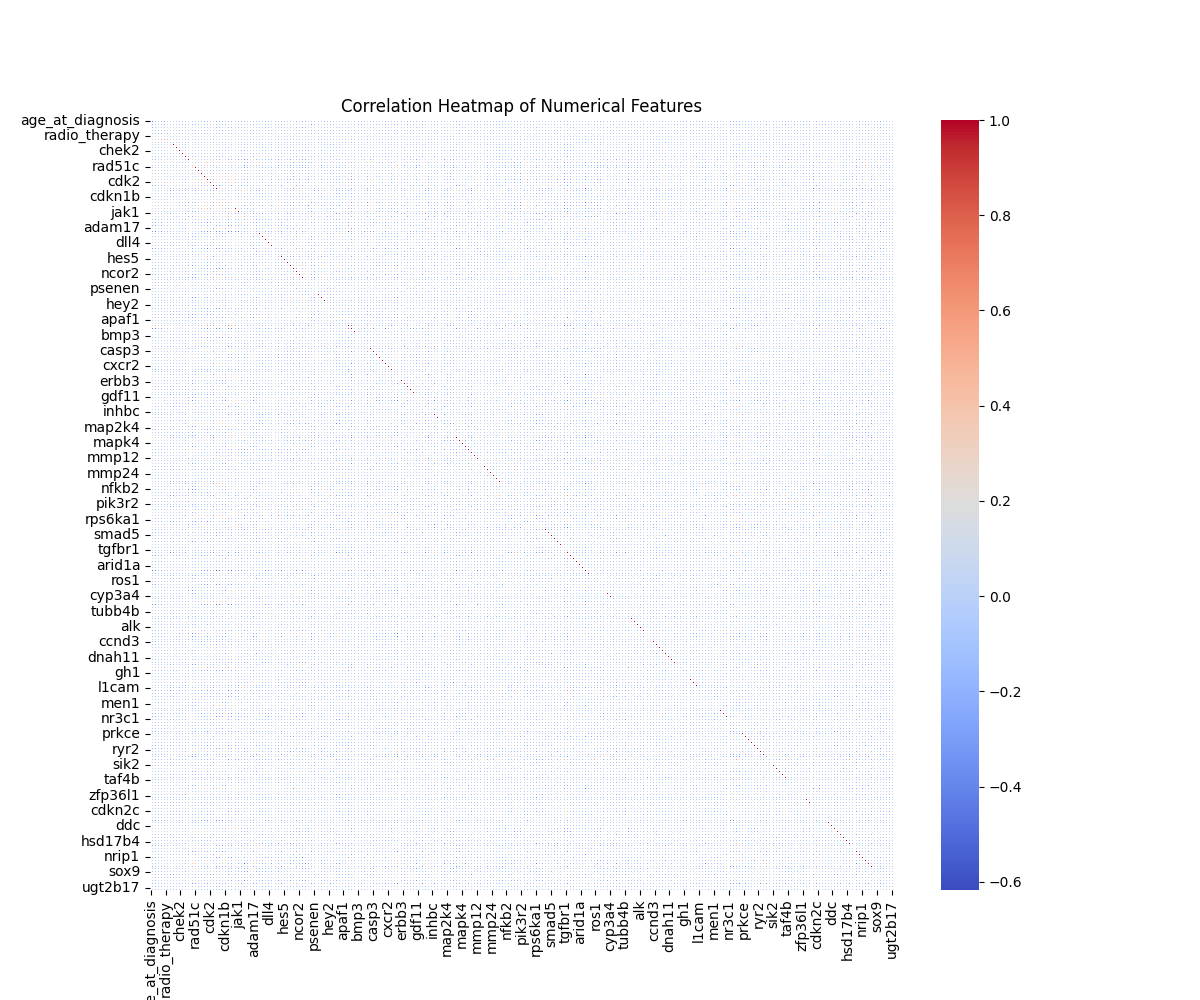 Correlation Heatmap of Numerical Features
age_at_diagnosis
radio_therapy
chek2
rad51c
cdk2
cdkn1b
jak1
adam17
dll4
hes5
ncor2
psenen
hey2
apaf1
bmp3
casp3
cxcr2
erbb3
gdf11
inhbc
map2k4
mapk4
mmp12
mmp24
nfkb2
pik3r2
rps6ka1
smad5
tgfbr1
arid1a
ros1
cyp3a4
tubb4b
alk
ccnd3
dnah11
gh1
l1cam
men1
nr3c1
prkce
ryr2
sik2
taf4b
zfp36l1
cdkn2c
ddc
hsd17b4
nrip1
sox9
ugt2b17
e_at_diagnosis
radio_therapy
chek2
rad51c
cdk2
cdkn1b
jak1
adam17
dll4
hes5
ncor2
psenen
hey2
apaf1
bmp3
casp3
cxcr2
erbb3
gdf11
inhbc
map2k4
mapk4
mmp12
mmp24
nfkb2
pik3r2
rps6ka1
smad5
tgfbr1
arid1a
ros1
cyp3a4
tubb4b
alk
ccnd3
dnah11
gh1
l1cam
men1
nr3c1
prkce
ryr2
sik2
taf4b
zfp36l1
cdkn2c
ddc
hsd17b4
nrip1
sox9
ugt2b17
1.0
0.8
0.6
0.4
0.2
0.0
−0.2
−0.4
−0.6